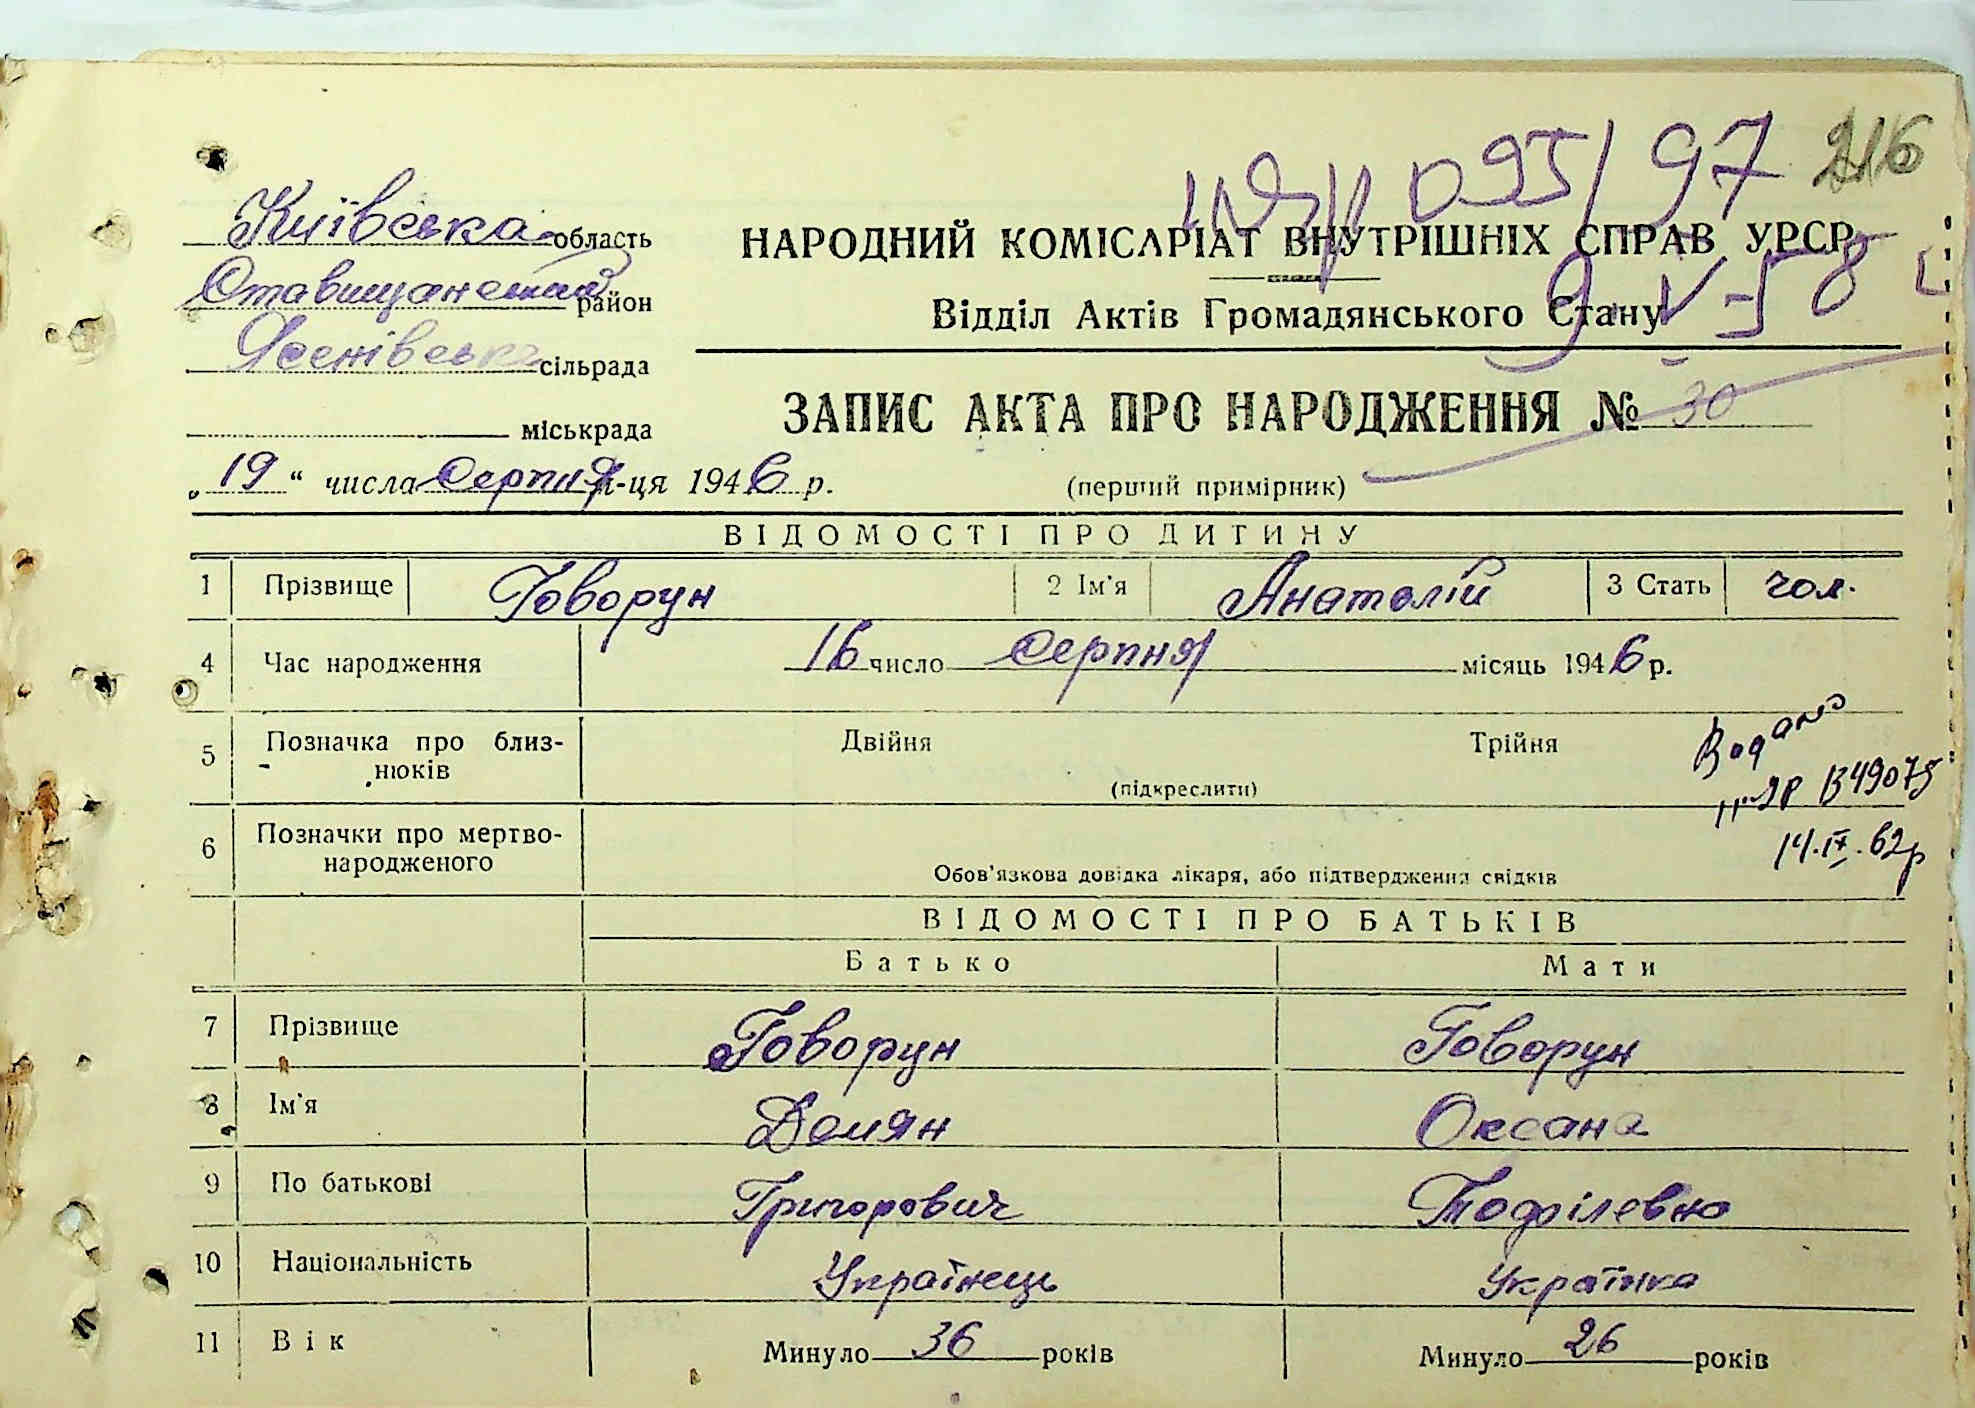 216
Київська область
Ставищанський район
Ясенівська сільрада
міськрада
НАРОДНИЙ КОМІСАРІАТ ВНУТРІШНІХ СПРАВ УРСР
Відділ Актів Громадянського Стану
ЗАПИС АКТА ПРО НАРОДЖЕННЯ № 30
„19“ числа Серпня м-ця 1946 р.
(перший примірник)
ВІДОМОСТІ ПРО ДИТИНУ
1 Прізвище Говорун 2 Ім'я Анатолій 3 Стать чол.
4 Час народження 16 число Серпня місяць 1946 р.
5 Позначка про близнюків Двійня Трійня
(підкреслити)
6 Позначки про мертвонародженого
Обов'язкова довідка лікаря, або підтвердження свідків
14.IV.62р
ВІДОМОСТІ ПРО БАТЬКІВ
Батько Мати
7 Прізвище Говорун Говорун
8 Ім'я Демян Оксана
9 По батькові Григорович Тофілевна
10 Національність Українець Українка
11 Вік Минуло 36 років Минуло 26 років